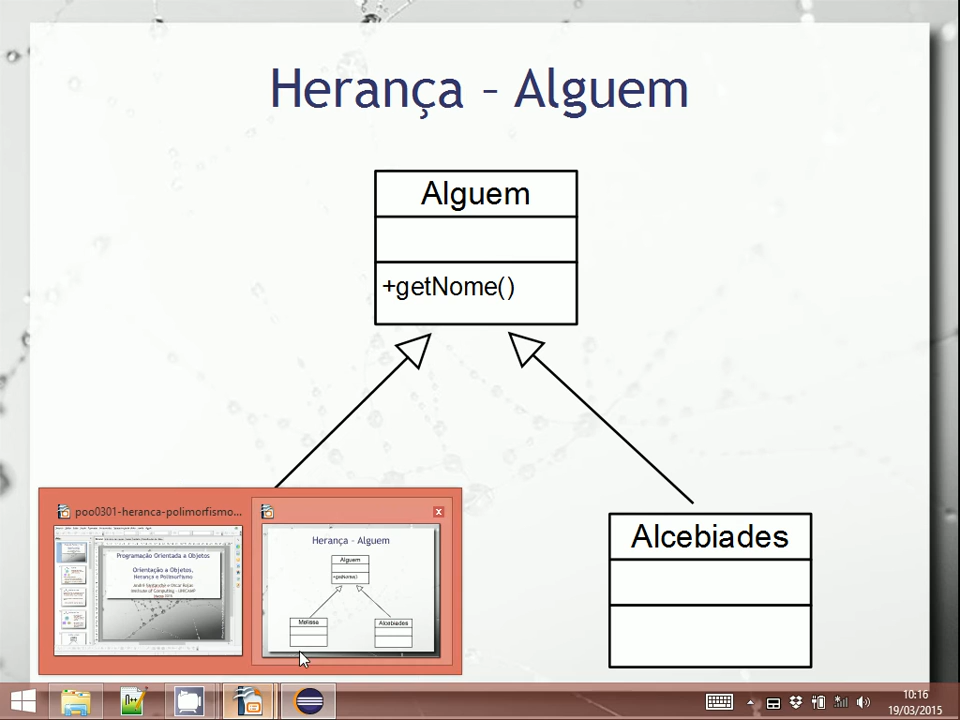 Herança – Alguem
Alguem
+getNome()
Alcebiades
poo0301-heranca-polimorfismo...
Programação Orientada a Objetos
Orientação a Objetos,
Herança e Polimorfismo
Herança - Alguem
Alguem
+getNome()
Melissa
Alcebiades
10:16
19/03/2015